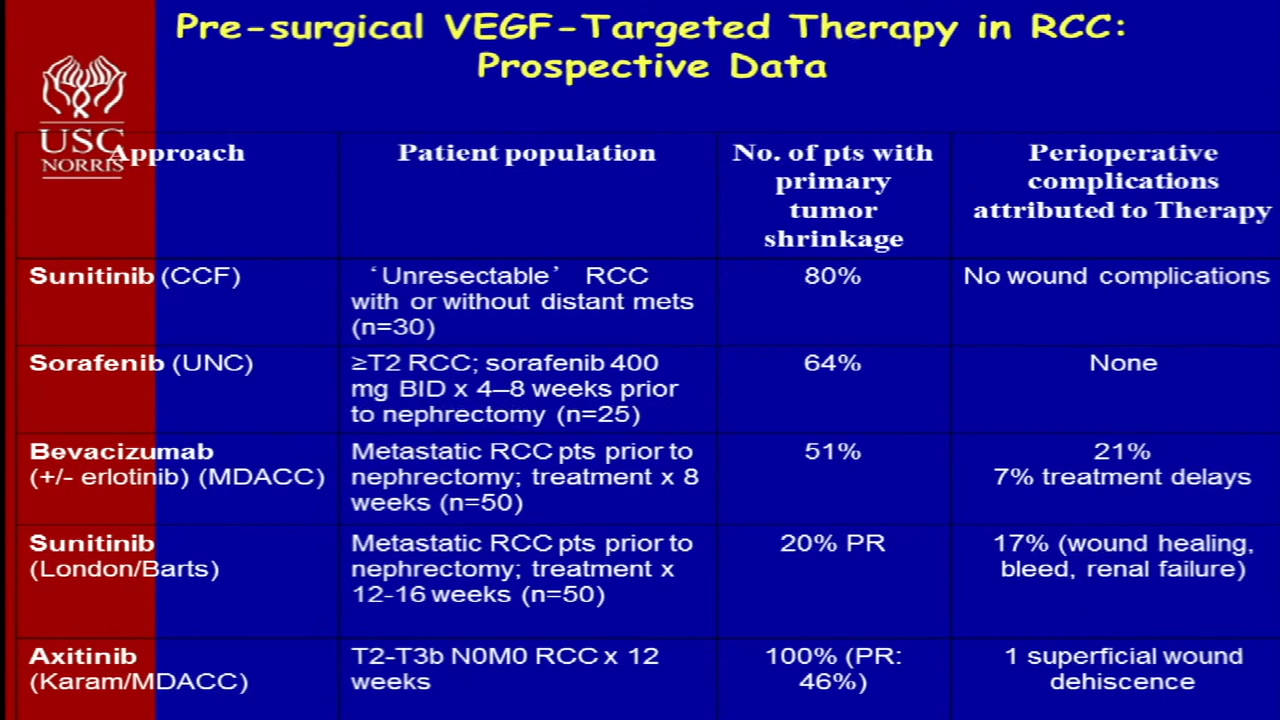 Pre-surgical VEGF-Targeted Therapy in RCC:
Prospective Data
USC
NORRIS
Approach
Patient population
No. of pts with
primary
tumor
shrinkage
Perioperative
complications
attributed to Therapy
Sunitinib (CCF)
‘Unresectable’ RCC
with or without distant mets
(n=30)
80%
No wound complications
Sorafenib (UNC)
≥T2 RCC; sorafenib 400
mg BID x 4–8 weeks prior
to nephrectomy (n=25)
64%
None
Bevacizumab
(+/- erlotinib) (MDACC)
Metastatic RCC pts prior to
nephrectomy; treatment x 8
weeks (n=50)
51%
21%
7% treatment delays
Sunitinib
(London/Barts)
Metastatic RCC pts prior to
nephrectomy; treatment x
12-16 weeks (n=50)
20% PR
17% (wound healing,
bleed, renal failure)
Axitinib
(Karam/MDACC)
T2-T3b N0M0 RCC x 12
weeks
100% (PR:
46%)
1 superficial wound
dehiscence